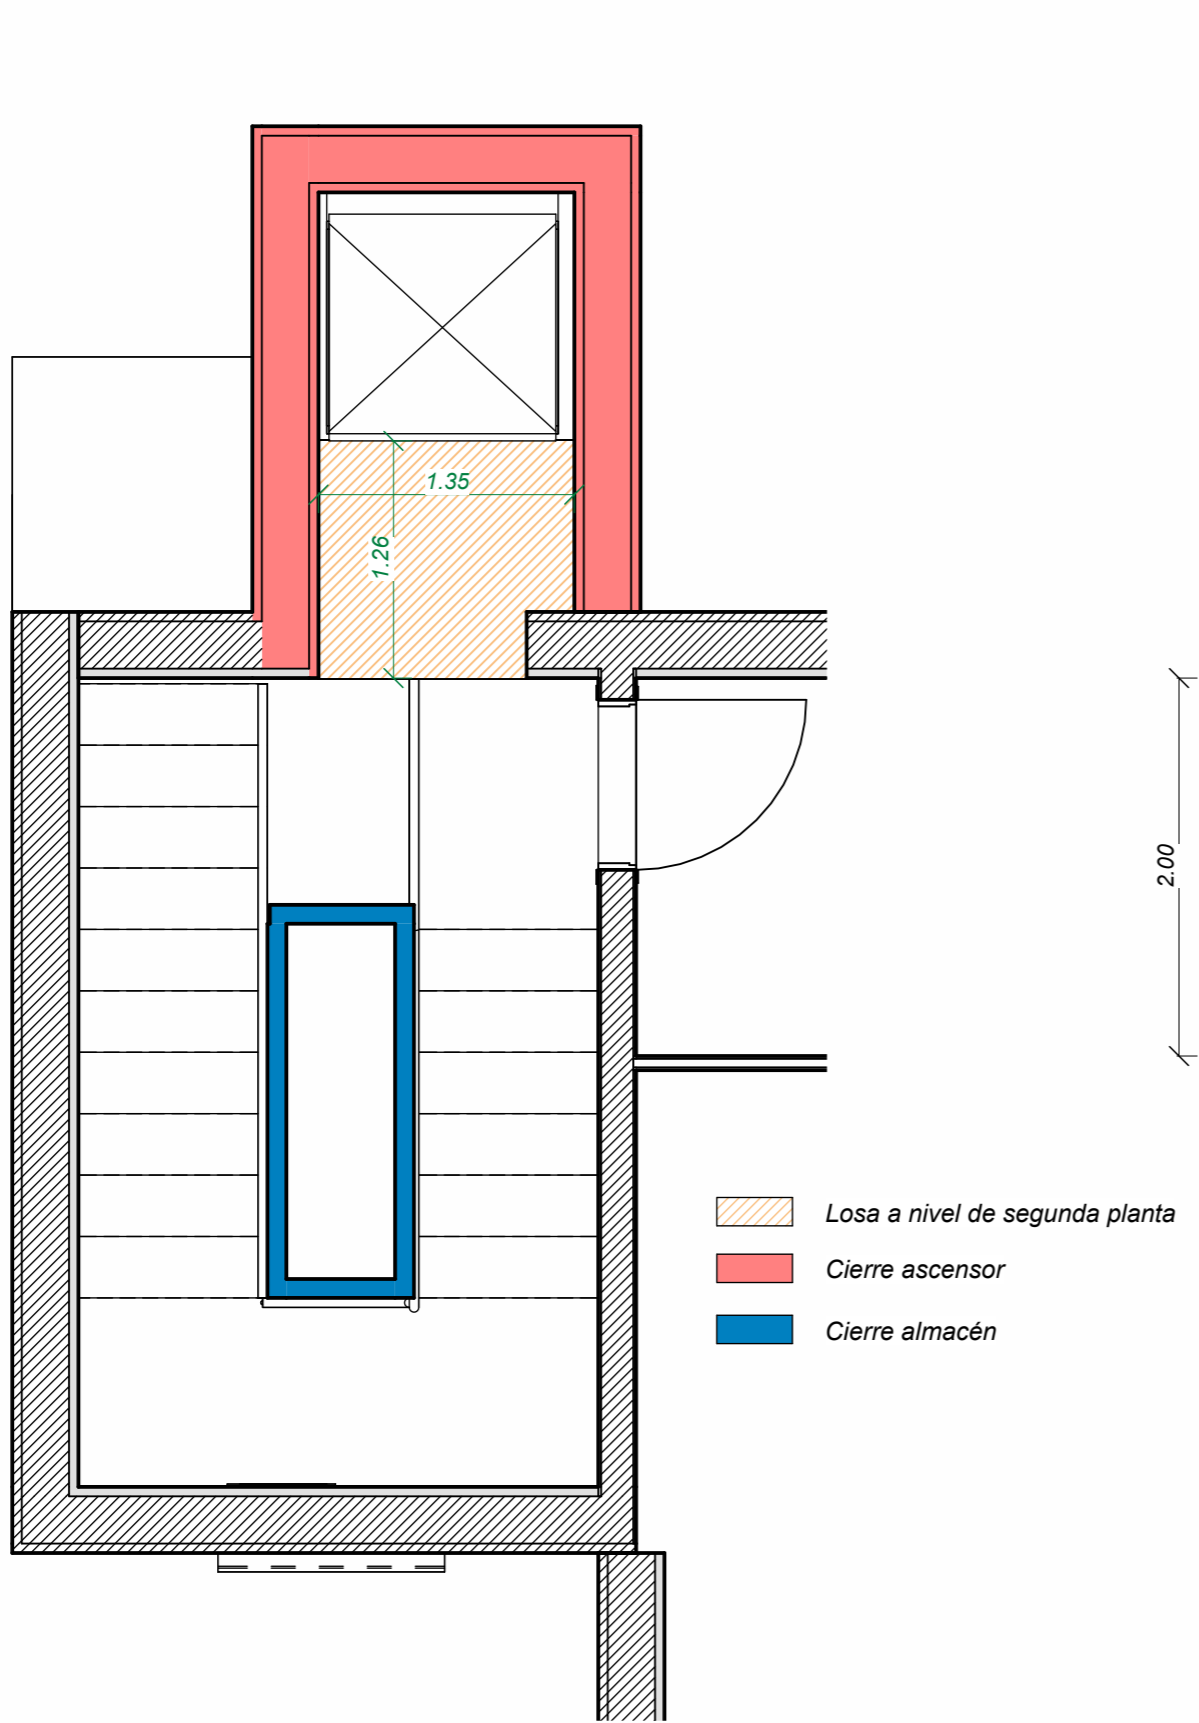 1.35
1.26
2.00
Losa a nivel de segunda planta
Cierre ascensor
Cierre almacén